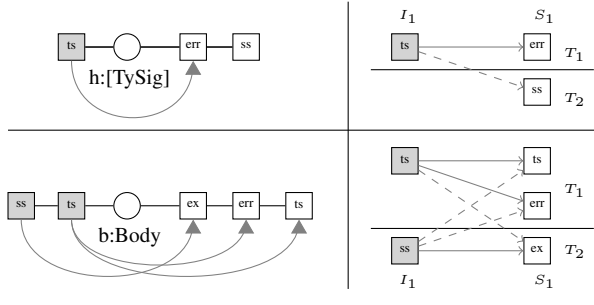 I₁ S₁
ts err ss
h:[TySig]
ts err T₁
ss T₂
ss ts ex err ts
b:Body
ts ts
err T₁
ss ex T₂
I₁ S₁